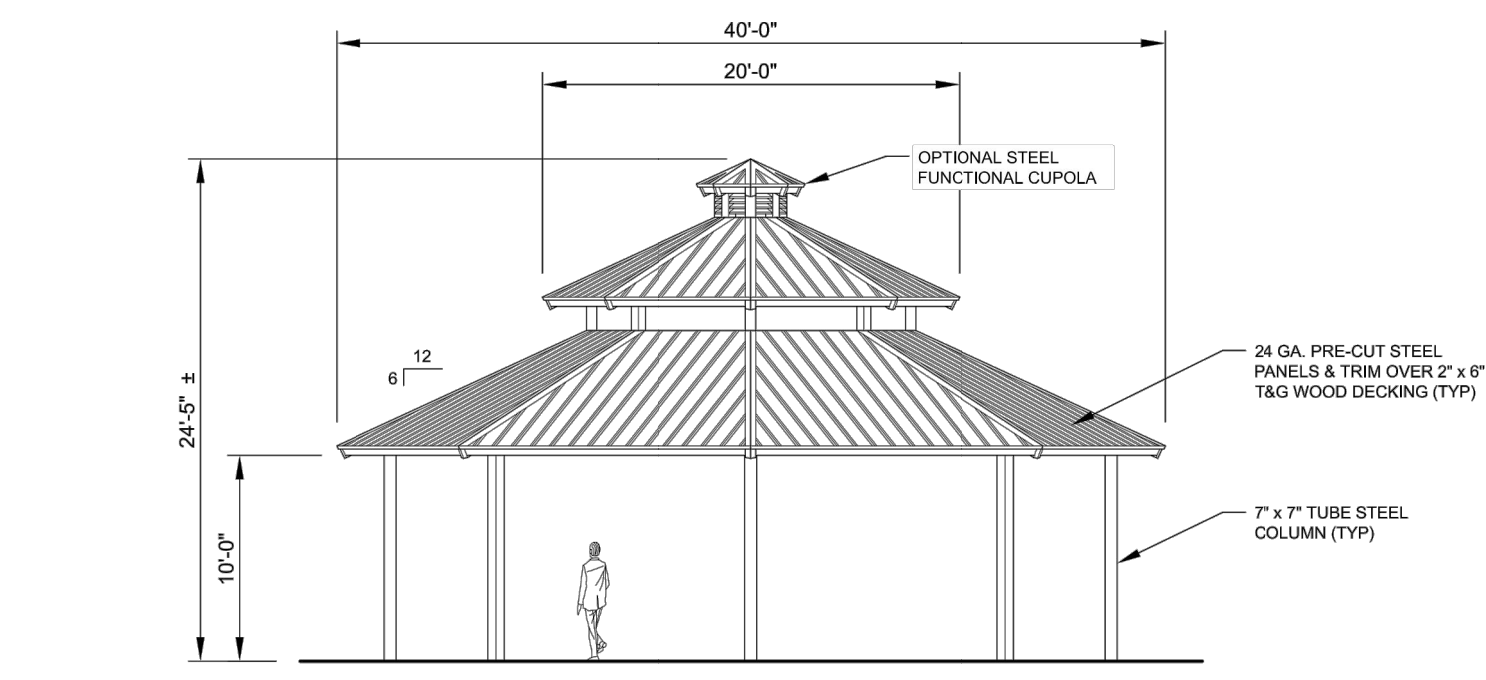 40'-0"
20'-0"
OPTIONAL STEEL
FUNCTIONAL CUPOLA
12
6
24'-5" ±
24 GA. PRE-CUT STEEL
PANELS & TRIM OVER 2" x 6"
T&G WOOD DECKING (TYP)
10'-0"
7" x 7" TUBE STEEL
COLUMN (TYP)